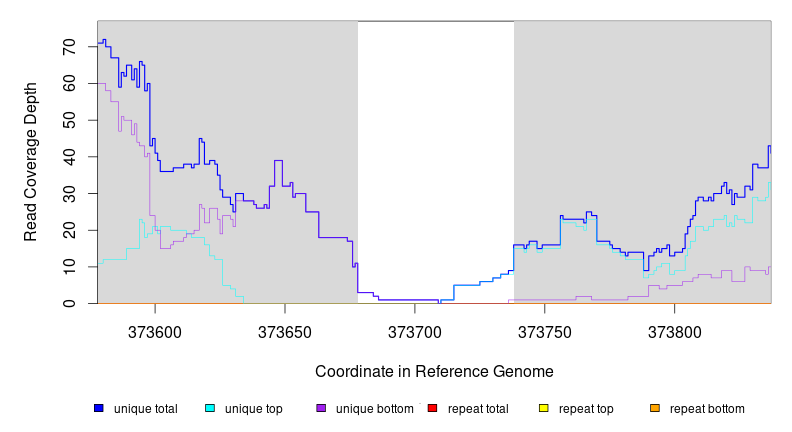 70
60
50
40
30
20
10
0
Read Coverage Depth
373600 373650 373700 373750 373800
Coordinate in Reference Genome
unique total unique top unique bottom repeat total repeat top repeat bottom